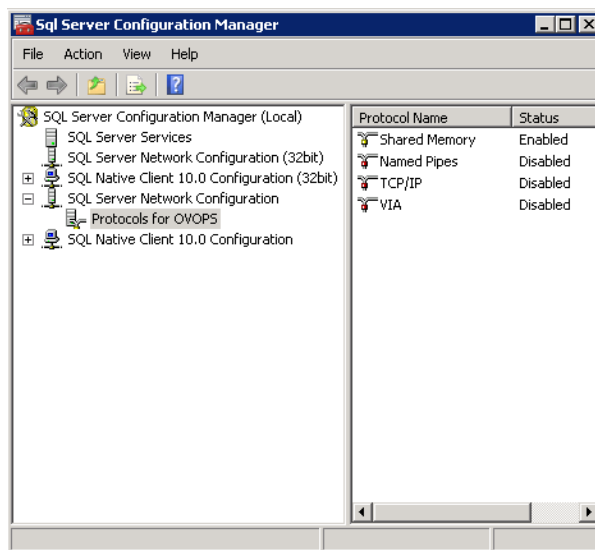 Sql Server Configuration Manager
File Action View Help
SQL Server Configuration Manager (Local)
SQL Server Services
SQL Server Network Configuration (32bit)
SQL Native Client 10.0 Configuration (32bit)
SQL Server Network Configuration
Protocols for OVOPS
SQL Native Client 10.0 Configuration
Protocol Name Status
Shared Memory Enabled
Named Pipes Disabled
TCP/IP Disabled
VIA Disabled